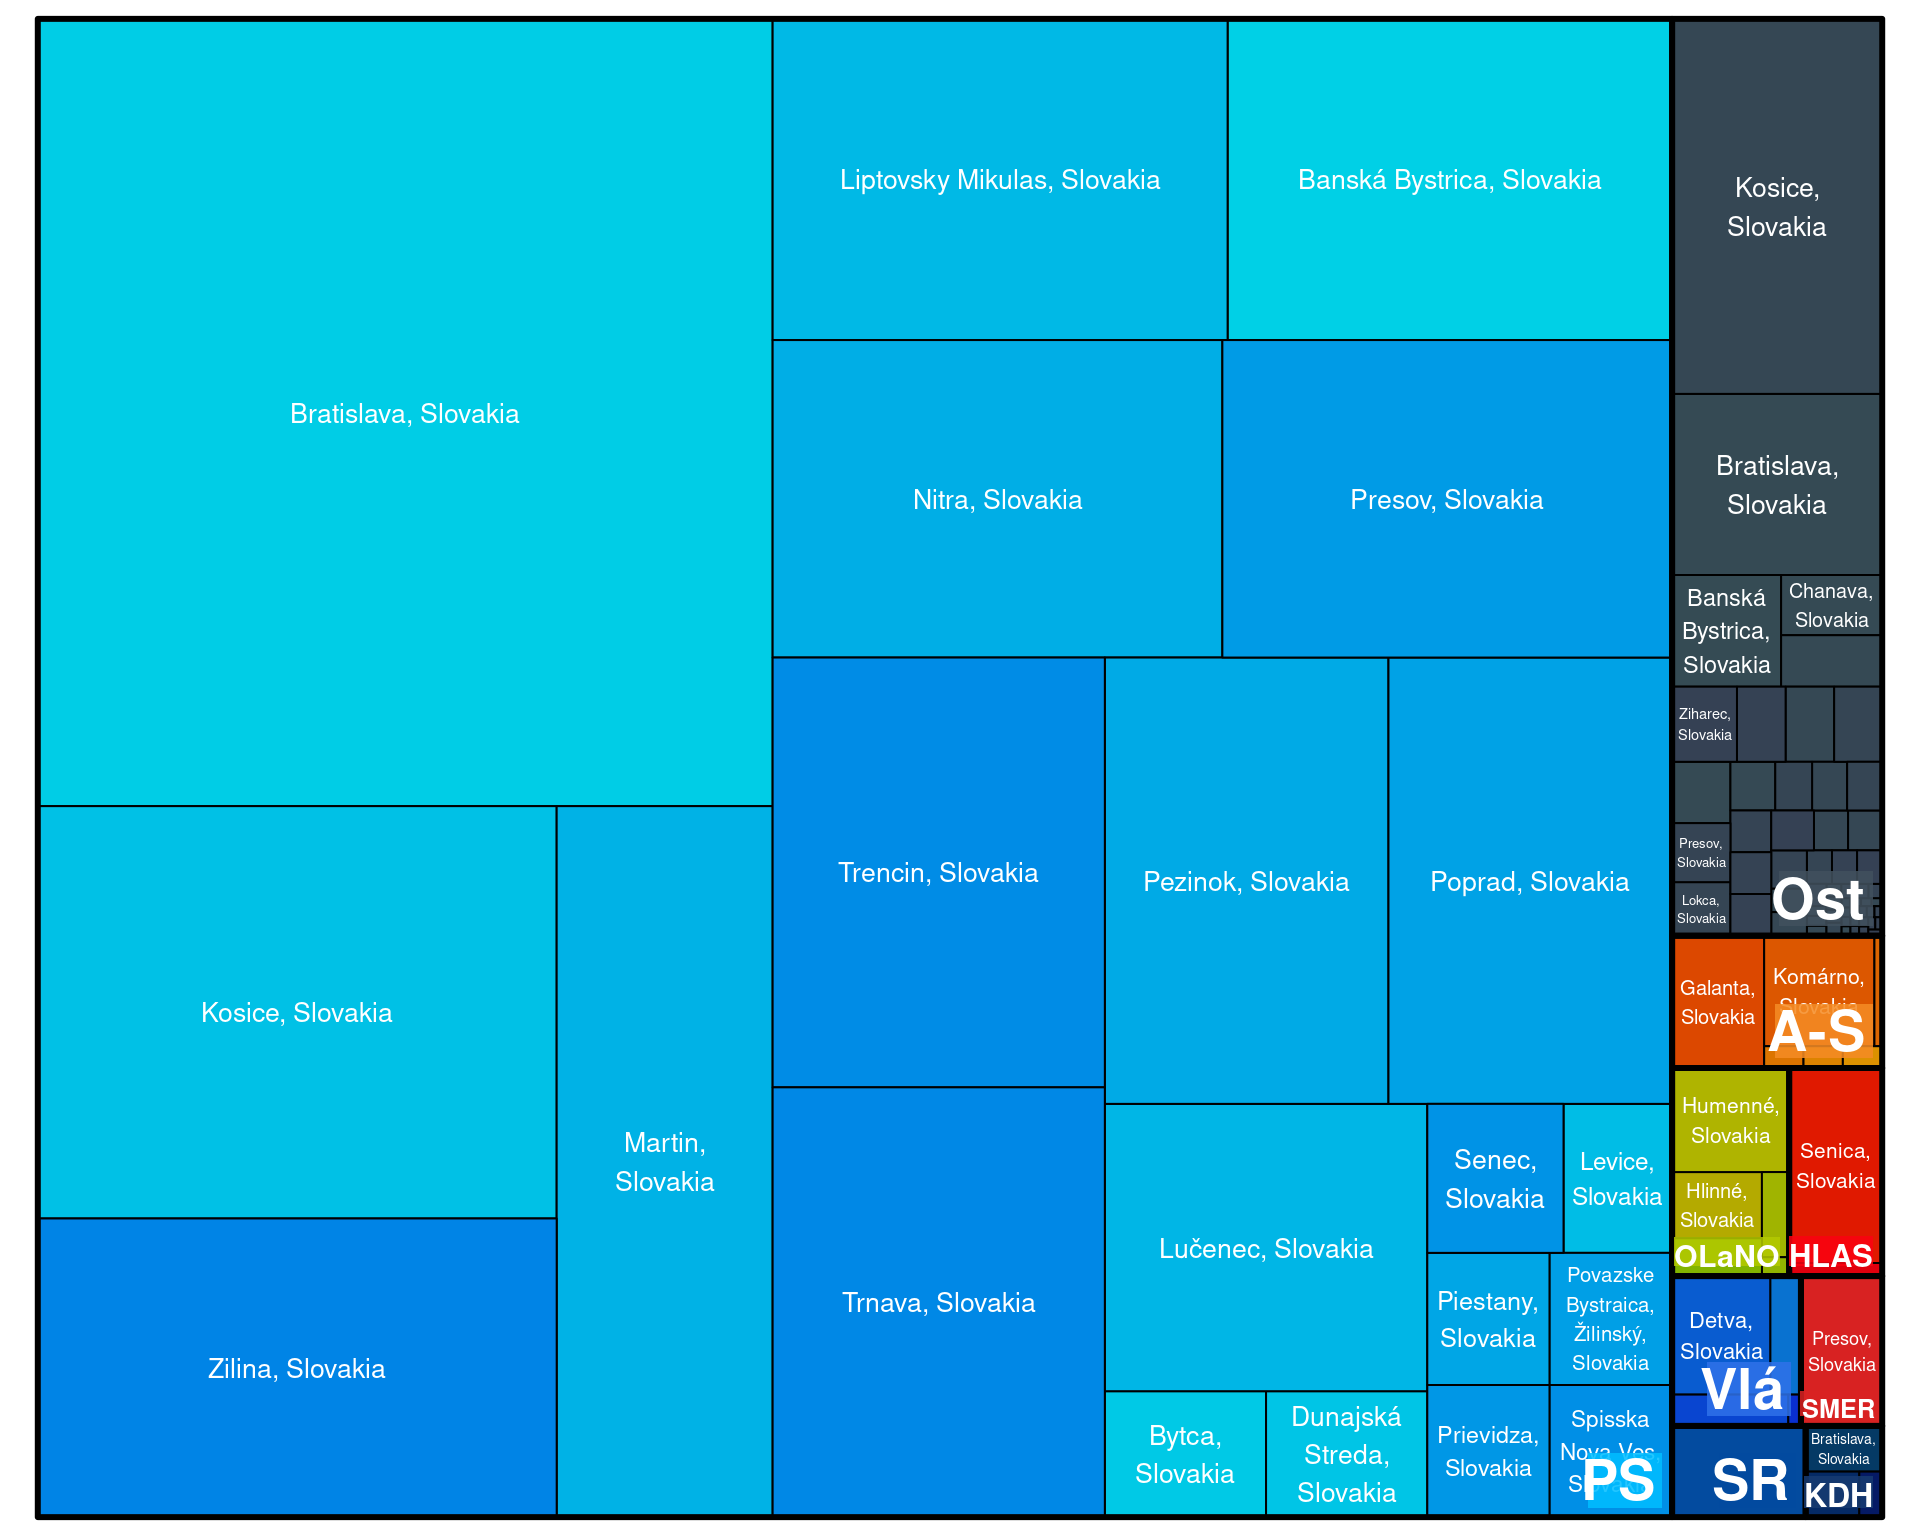 Bratislava, Slovakia
Liptovsky Mikulas, Slovakia
Banská Bystrica, Slovakia
Nitra, Slovakia
Presov, Slovakia
Kosice, Slovakia
Zilina, Slovakia
Martin,
Slovakia
Trencin, Slovakia
Trnava, Slovakia
Pezinok, Slovakia
Poprad, Slovakia
Lučenec, Slovakia
Bytca,
Slovakia
Dunajská
Streda,
Slovakia
Senec,
Slovakia
Levice,
Slovakia
Piestany,
Slovakia
Povazske
Bystraica,
Žilinský,
Slovakia
Prievidza,
Slovakia
Spisska
Nova Ves,
Slovakia
PS
Kosice,
Slovakia
Bratislava,
Slovakia
Banská
Bystrica,
Slovakia
Chanava,
Slovakia
Ziharec,
Slovakia
Presov,
Slovakia
Lokca,
Slovakia
Ost
Galanta,
Slovakia
Komárno,
Slovakia
A-S
Humenné,
Slovakia
Hlinné,
Slovakia
OLaNO
Senica,
Slovakia
HLAS
Detva,
Slovakia
Vlá
Presov,
Slovakia
SMER
SR
Bratislava,
Slovakia
KDH